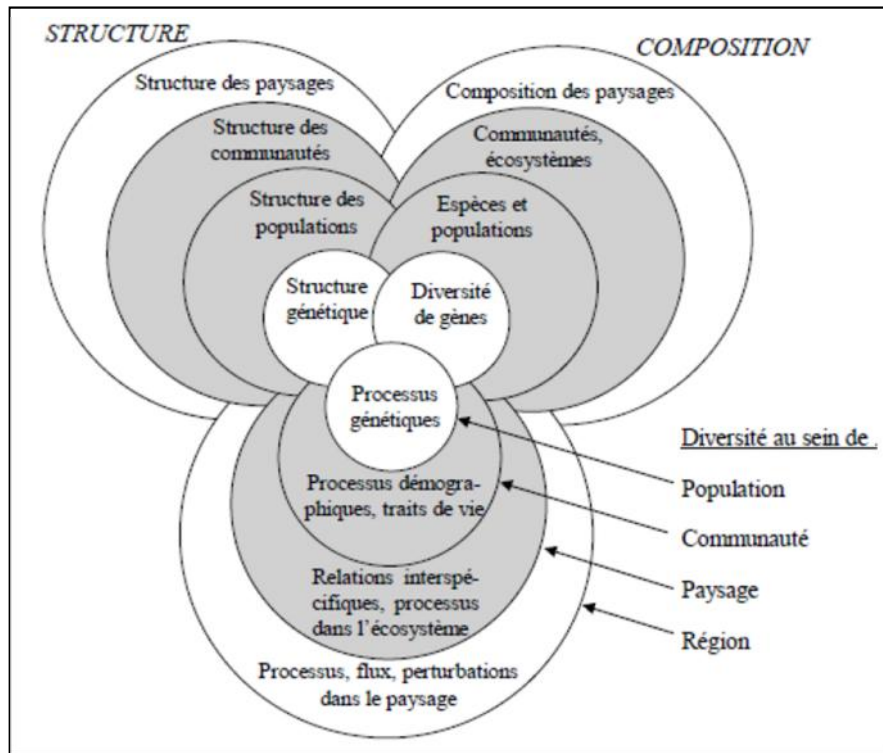 STRUCTURE
COMPOSITION
Structure des paysages
Composition des paysages
Structure des
communautés
Communautés,
écosystèmes
Structure des
populations
Espèces et
populations
Structure
génétique
Diversité
de gènes
Processus
génétiques
Processus démogra-
phiques, traits de vie
Relations interspé-
cifiques, processus
dans l'écosystème
Processus, flux, perturbations
dans le paysage
Diversité au sein de .
Population
Communauté
Paysage
Région